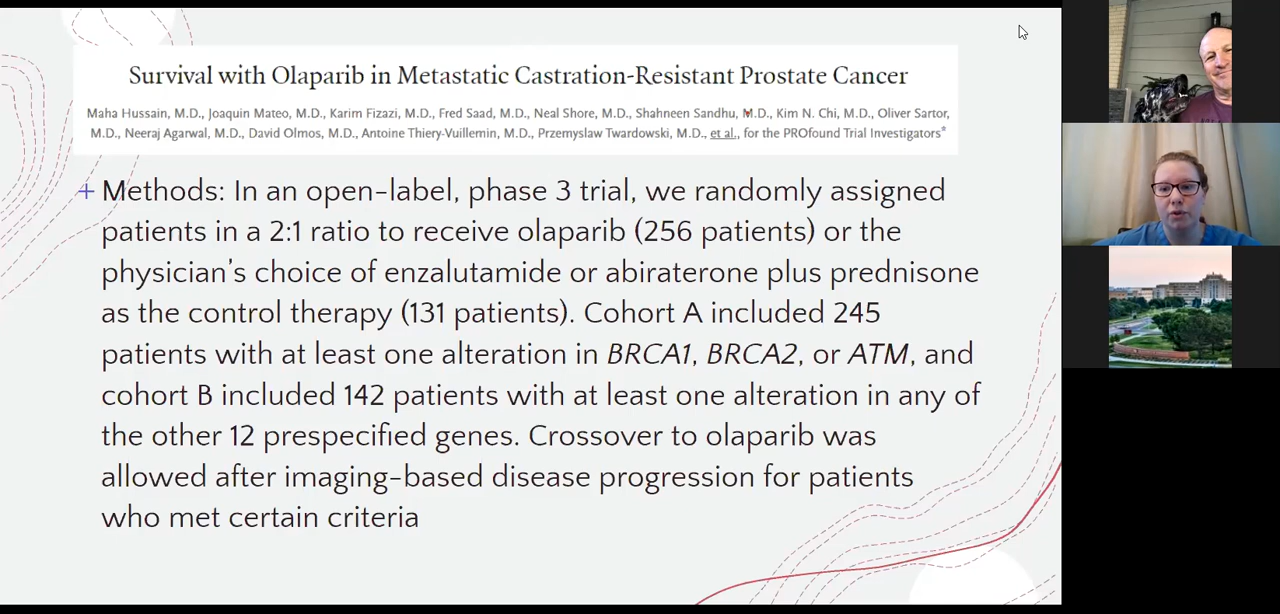 Survival with Olaparib in Metastatic Castration-Resistant Prostate Cancer
Maha Hussain, M.D., Joaquin Mateo, M.D., Karim Fizazi, M.D., Fred Saad, M.D., Neal Shore, M.D., Shahneen Sandhu, M.D., Kim N. Chi, M.D., Oliver Sartor,
M.D., Neeraj Agarwal, M.D., David Olmos, M.D., Antoine Thiery-Vuillemin, M.D., Przemyslaw Twardowski, M.D., et al., for the PROfound Trial Investigators*
+ Methods: In an open-label, phase 3 trial, we randomly assigned
patients in a 2:1 ratio to receive olaparib (256 patients) or the
physician's choice of enzalutamide or abiraterone plus prednisone
as the control therapy (131 patients). Cohort A included 245
patients with at least one alteration in BRCA1, BRCA2, or ATM, and
cohort B included 142 patients with at least one alteration in any of
the other 12 prespecified genes. Crossover to olaparib was
allowed after imaging-based disease progression for patients
who met certain criteria